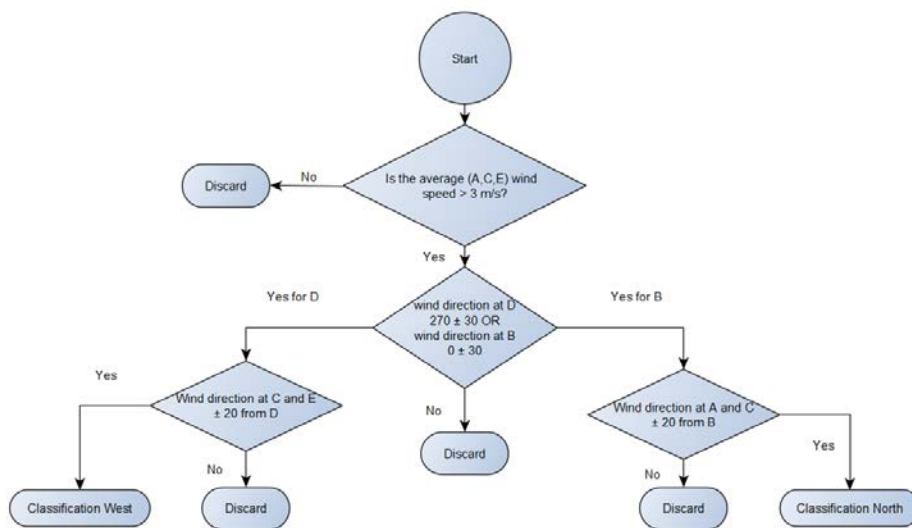 Start
Is the average (A,C,E) wind
speed > 3 m/s?
No
Discard
Yes
Yes for D
Yes for B
wind direction at D
270 ± 30 OR
wind direction at B
0 ± 30
Yes
Wind direction at C and E
± 20 from D
No
Discard
Wind direction at A and C
± 20 from B
Yes
No
No
Classification West
Discard
Discard
Classification North